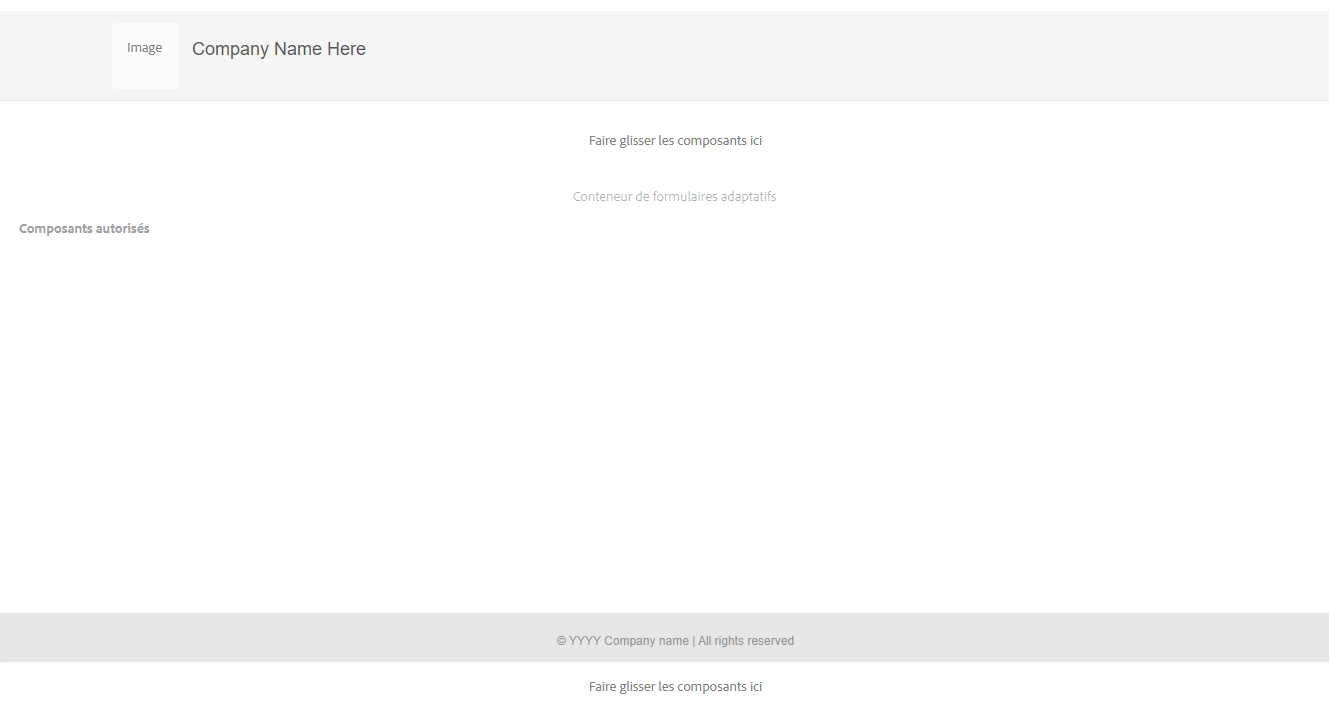 Image
Company Name Here
Faire glisser les composants ici
Conteneur de formulaires adaptatifs
Composants autorisés
© YYYY Company name | All rights reserved
Faire glisser les composants ici